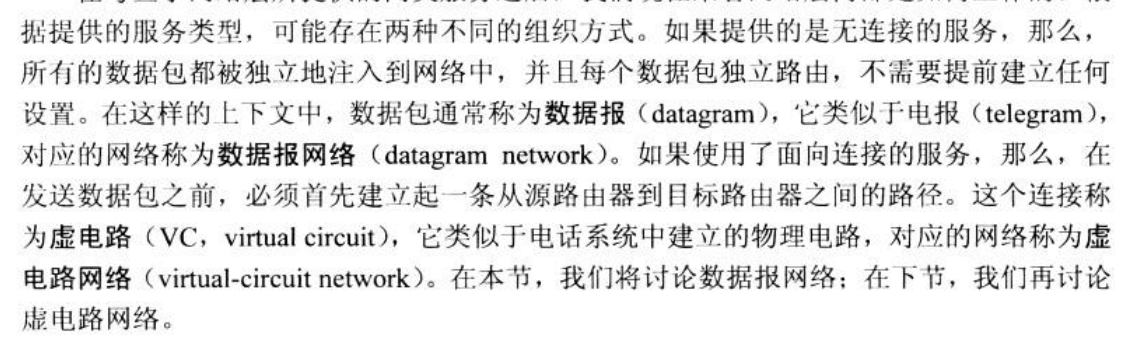 据提供的服务类型，可能存在两种不同的组织方式。如果提供的是无连接的服务，那么，
所有的数据包都被独立地注入到网络中，并且每个数据包独立路由，不需要提前建立任何
设置。在这样的上下文中，数据包通常称为数据报（datagram），它类似于电报（telegram），
对应的网络称为数据报网络（datagram network）。如果使用了面向连接的服务，那么，在
发送数据包之前，必须首先建立起一条从源路由器到目标路由器之间的路径。这个连接称
为虚电路（VC，virtual circuit），它类似于电话系统中建立的物理电路，对应的网络称为虚
电路网络（virtual-circuit network）。在本节，我们将讨论数据报网络；在下节，我们再讨论
虚电路网络。